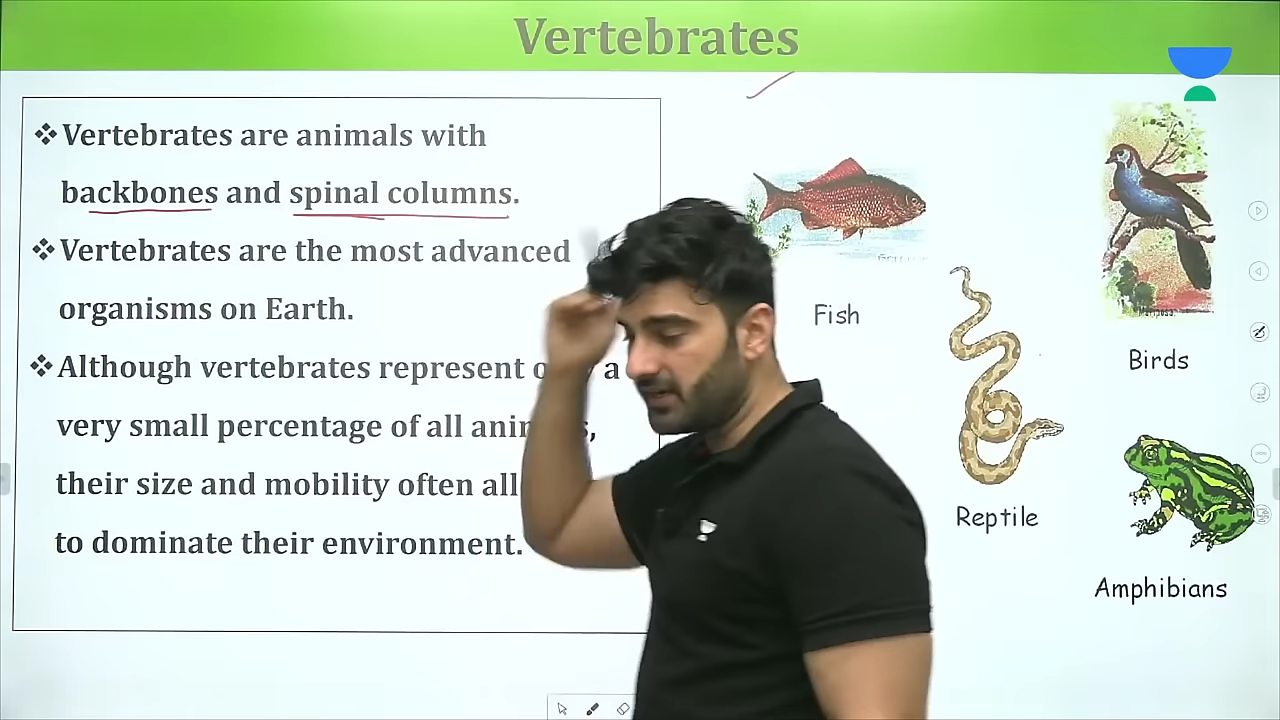 Vertebrates
❖Vertebrates are animals with
backbones and spinal columns.
❖Vertebrates are the most advanced
organisms on Earth.
❖Although vertebrates represent a
very small percentage of all
their size and mobility often
to dominate their environment.
Fish
Birds
Reptile
Amphibians